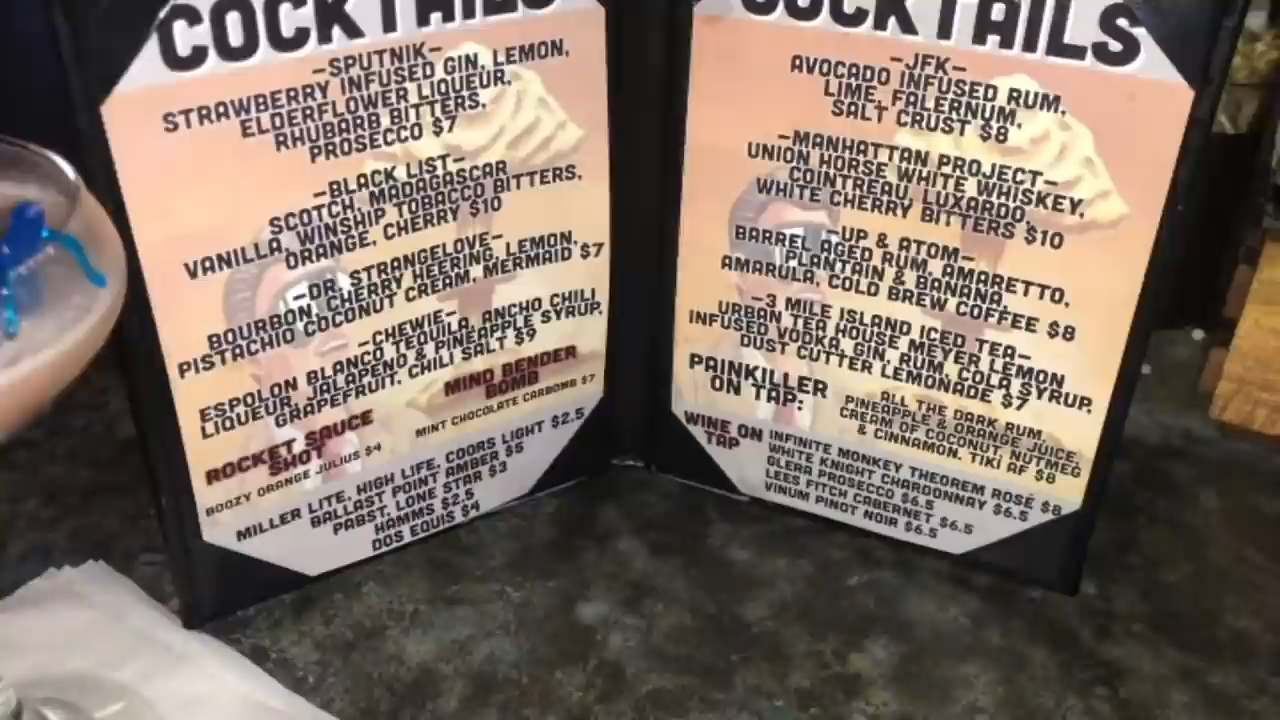 COCKTAILS
-SPUTNIK-
STRAWBERRY INFUSED GIN, LEMON,
ELDERFLOWER LIQUEUR,
RHUBARB BITTERS,
PROSECCO $7
-BLACK LIST-
SCOTCH, MADAGASCAR
VANILLA, WINSHIP TOBACCO BITTERS,
ORANGE, CHERRY $10
-DR. STRANGELOVE-
BOURBON, CHERRY HEERING, LEMON,
PISTACHIO COCONUT CREAM, MERMAID $7
-CHEWIE-
ESPOLON BLANCO TEQUILA, ANCHO CHILI
LIQUEUR, JALAPENO & PINEAPPLE SYRUP,
GRAPEFRUIT, CHILI SALT $9
MIND BENDER
BOMB
MINT CHOCOLATE CARBOMB $7
ROCKET SAUCE
SHOT
BOOZY ORANGE JULIUS $4
MILLER LITE, HIGH LIFE, COORS LIGHT $2.5
BALLAST POINT AMBER $5
PABST, LONE STAR $3
HAMMS $2.5
DOS EQUIS $4
COCKTAILS
-JFK-
AVOCADO INFUSED RUM,
LIME, FALERNUM,
SALT CRUST $8
-MANHATTAN PROJECT-
UNION HORSE WHITE WHISKEY,
COINTREAU, LUXARDO,
WHITE CHERRY BITTERS $10
-UP & ATOM-
BARREL AGED RUM, AMARETTO,
PLANTAIN & BANANA,
AMARULA, COLD BREW COFFEE $8
-3 MILE ISLAND ICED TEA-
URBAN TEA HOUSE MEYER LEMON
INFUSED VODKA, GIN, RUM, COLA SYRUP,
DUST CUTTER LEMONADE $7
PAINKILLER
ON TAP:
ALL THE DARK RUM,
PINEAPPLE & ORANGE JUICE,
CREAM OF COCONUT, NUTMEG
& CINNAMON. TIKI AF $8
WINE ON
TAP
INFINITE MONKEY THEOREM ROSÉ $8
WHITE KNIGHT CHARDONNAY $6.5
GLERA PROSECCO $6.5
LEES FITCH CABERNET $6.5
VINUM PINOT NOIR $6.5